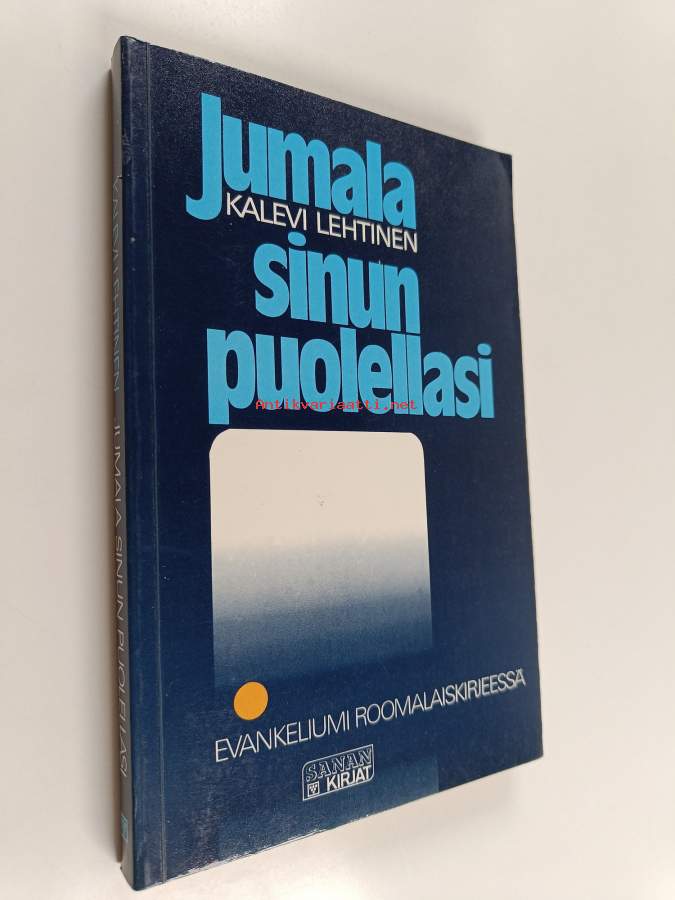 Jumala
KALEVI LEHTINEN
sinun
puolellasi
Antikvariaatti.net
EVANKELIUMI ROOMALAISKIRJEESSÄ
SANAN
KIRJAT
KALEVI LEHTINEN JUMALA SINUN PUOLELLASI